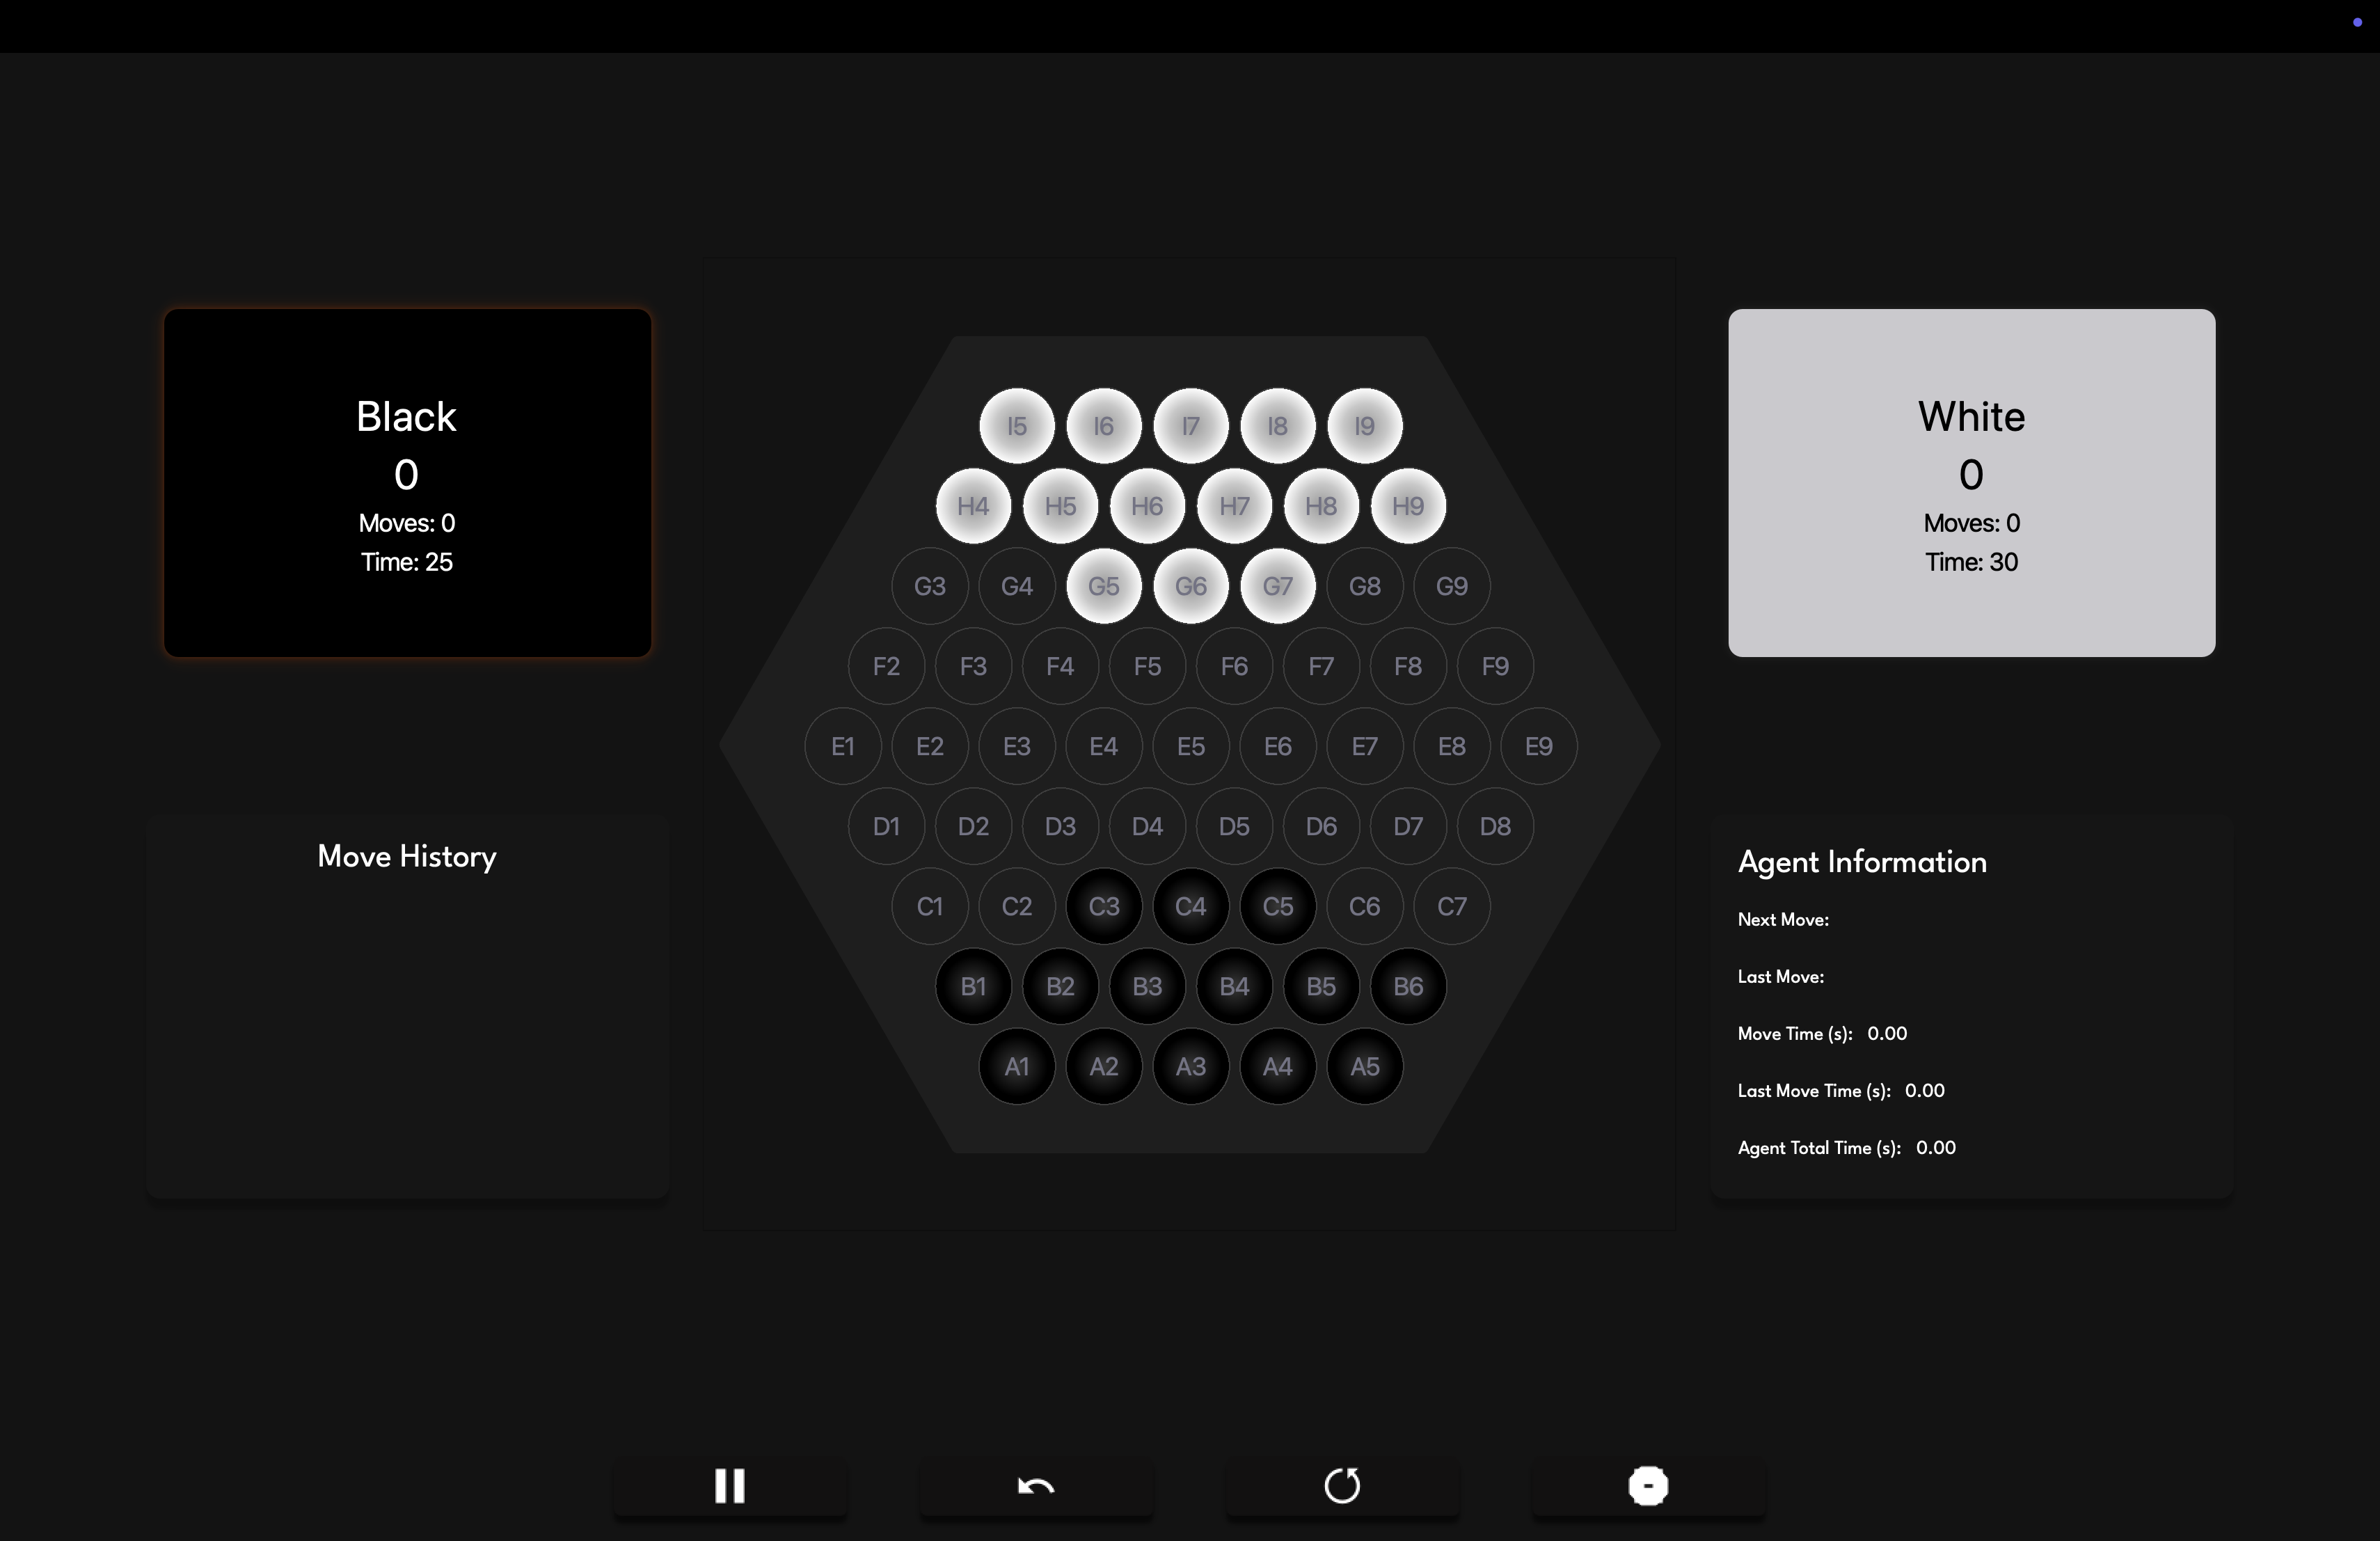 Black
0
Moves: 0
Time: 25
White
0
Moves: 0
Time: 30
I5 I6 I7 I8 I9
H4 H5 H6 H7 H8 H9
G3 G4 G5 G6 G7 G8 G9
F2 F3 F4 F5 F6 F7 F8 F9
E1 E2 E3 E4 E5 E6 E7 E8 E9
D1 D2 D3 D4 D5 D6 D7 D8
C1 C2 C3 C4 C5 C6 C7
B1 B2 B3 B4 B5 B6
A1 A2 A3 A4 A5
Move History
Agent Information
Next Move:
Last Move:
Move Time (s): 0.00
Last Move Time (s): 0.00
Agent Total Time (s): 0.00